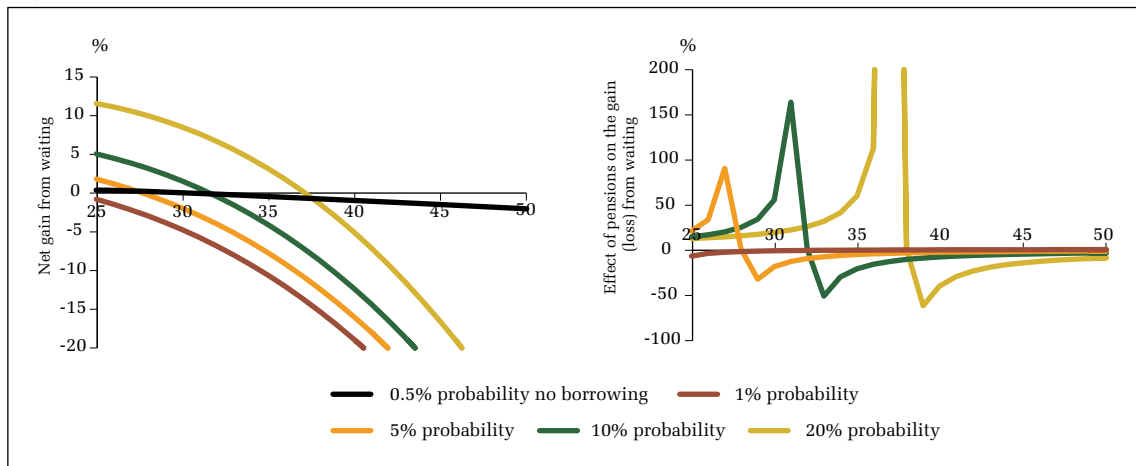 %
15
10
5
0
-5
-10
-15
-20
25 30 35 40 45 50
Net gain from waiting
%
200
150
100
50
0
-50
-100
25 30 35 40 45 50
Effect of pensions on the gain
(loss) from waiting
0.5% probability no borrowing 1% probability
5% probability 10% probability 20% probability